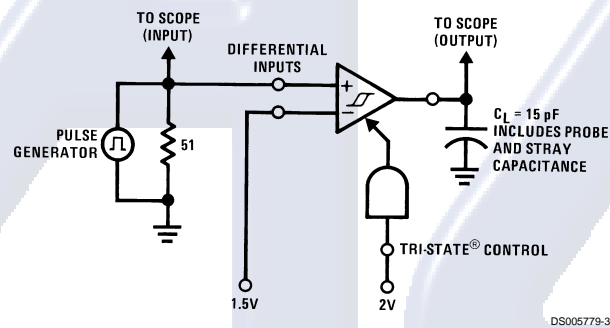 TO SCOPE
(INPUT)
TO SCOPE
(OUTPUT)
DIFFERENTIAL
INPUTS
+
−
PULSE
GENERATOR
51
CL = 15 pF
INCLUDES PROBE
AND STRAY
CAPACITANCE
TRI-STATE® CONTROL
1.5V
2V
DS005779-3